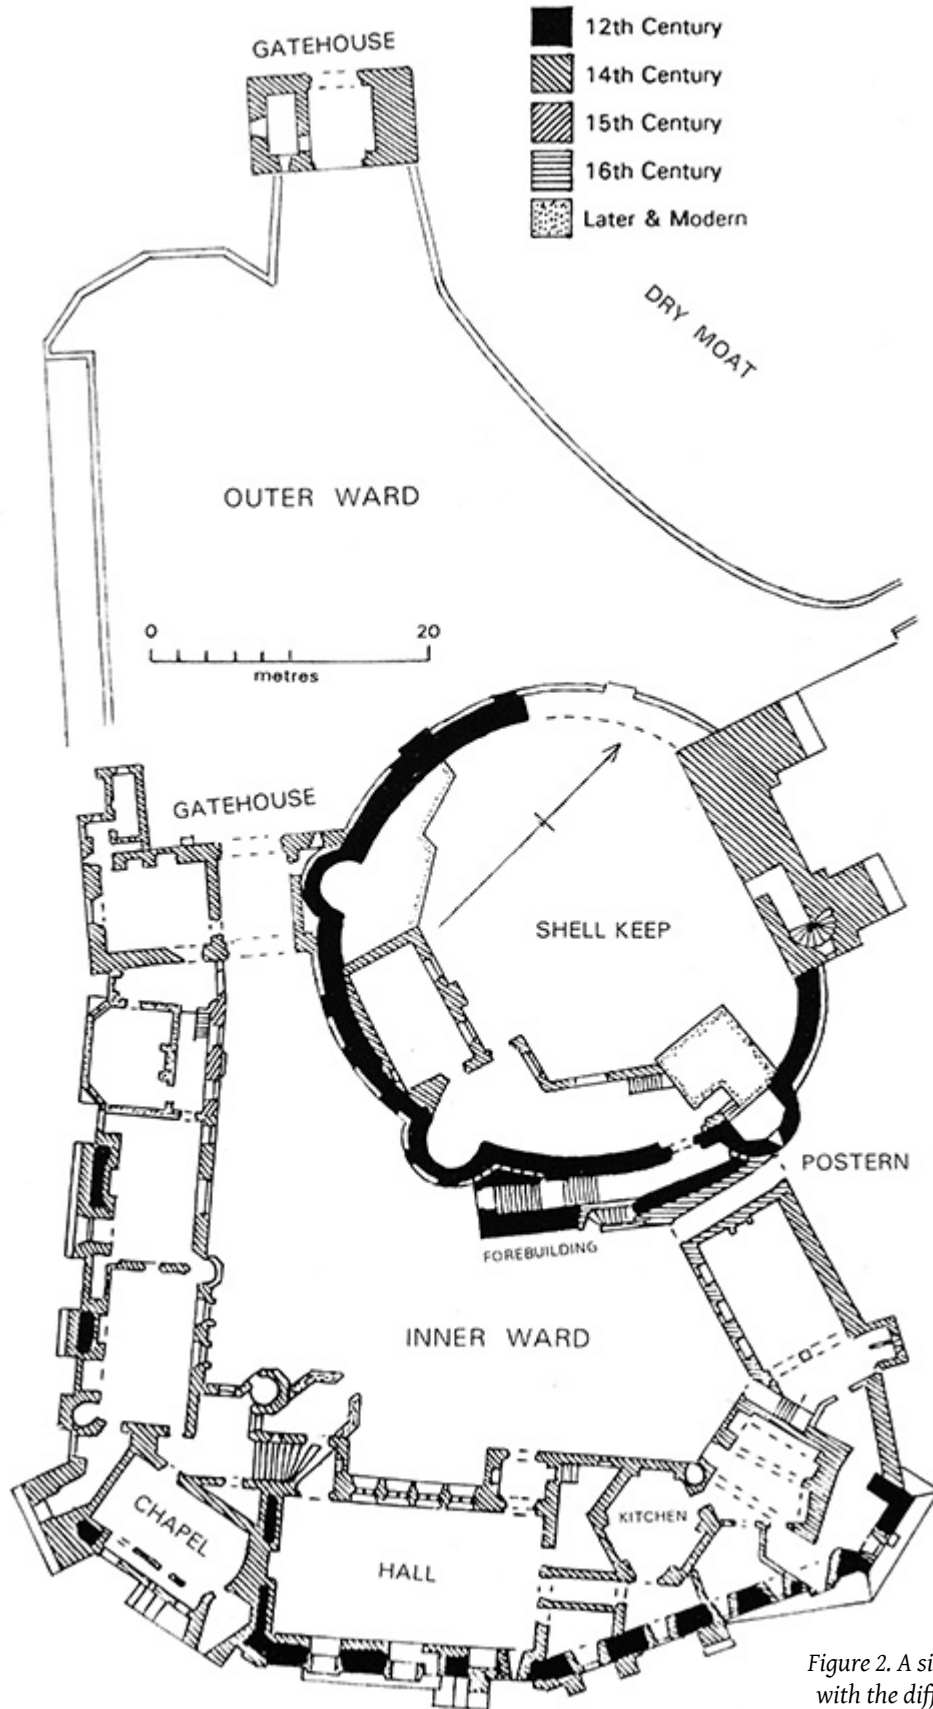 GATEHOUSE
12th Century
14th Century
15th Century
16th Century
Later & Modern
DRY MOAT
OUTER WARD
0 20
metres
GATEHOUSE
SHELL KEEP
POSTERN
FOREBUILDING
INNER WARD
CHAPEL
HALL
KITCHEN
Figure 2. A si
with the diff